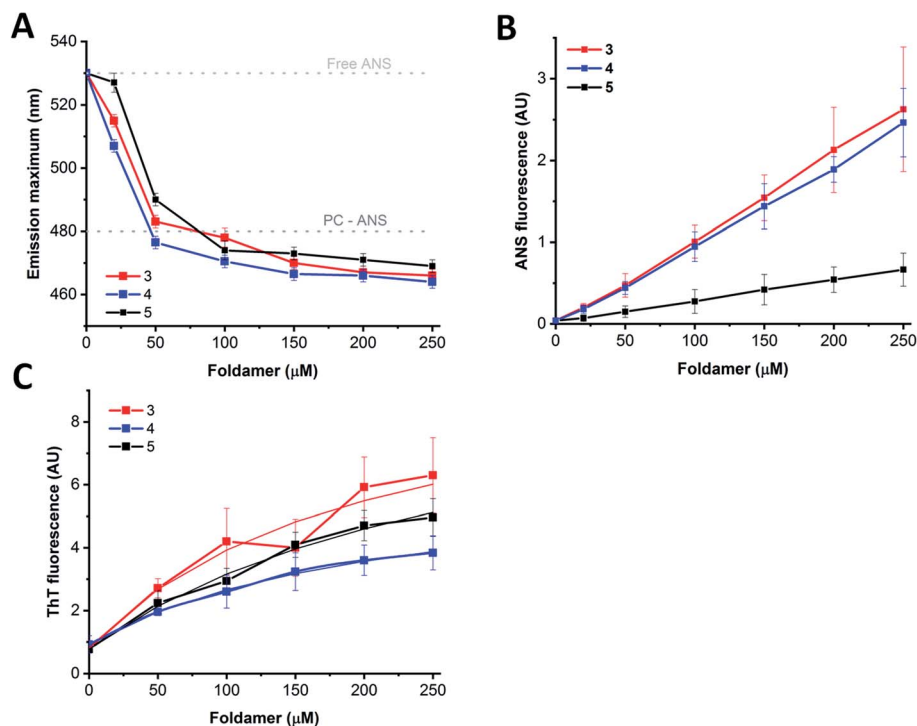 A
Emission maximum (nm)
540
520
500
480
460
Free ANS
PC - ANS
3
4
5
0 50 100 150 200 250
Foldamer (μM)
B
ANS fluorescence (AU)
3
2
1
0
3
4
5
0 50 100 150 200 250
Foldamer (μM)
C
ThT fluorescence (AU)
8
6
4
2
0
3
4
5
0 50 100 150 200 250
Foldamer (μM)